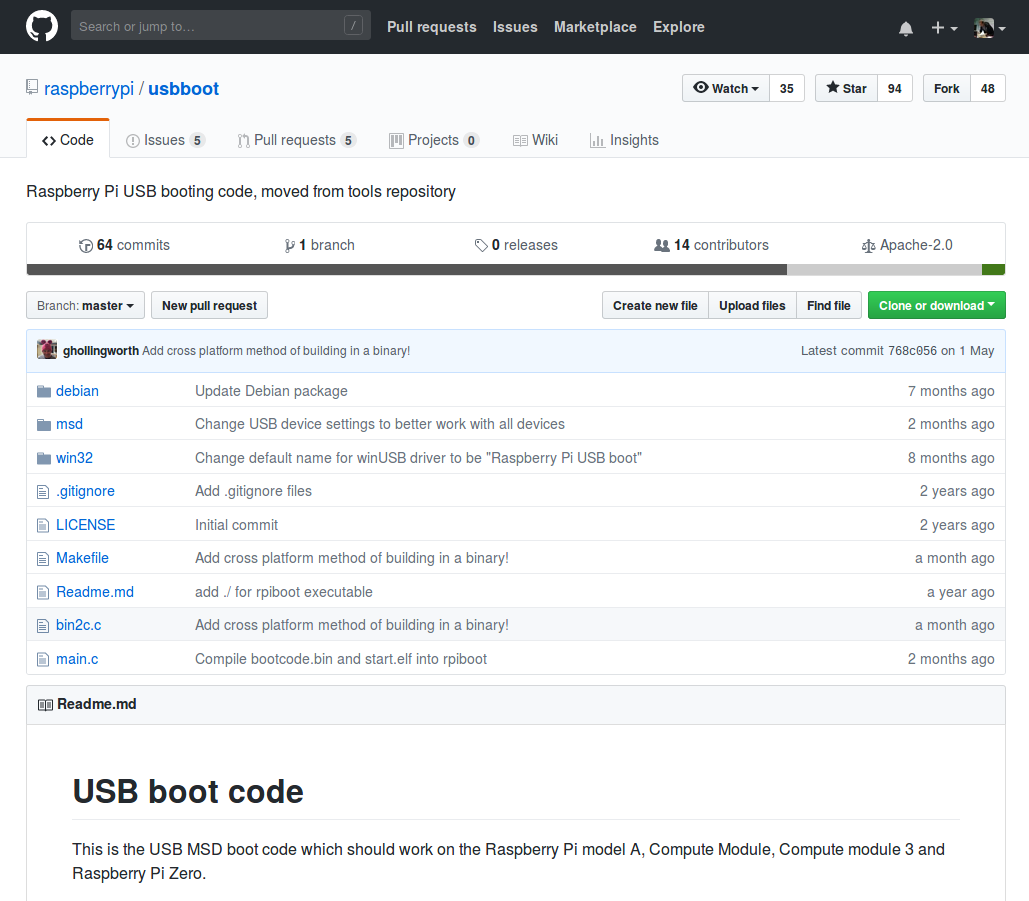 Search or jump to… / Pull requests Issues Marketplace Explore
raspberrypi / usbboot Watch 35 Star 94 Fork 48
Code Issues 5 Pull requests 5 Projects 0 Wiki Insights
Raspberry Pi USB booting code, moved from tools repository
64 commits 1 branch 0 releases 14 contributors Apache-2.0
Branch: master New pull request Create new file Upload files Find file Clone or download
ghollingworth Add cross platform method of building in a binary! Latest commit 768c056 on 1 May
debian Update Debian package 7 months ago
msd Change USB device settings to better work with all devices 2 months ago
win32 Change default name for winUSB driver to be "Raspberry Pi USB boot" 8 months ago
.gitignore Add .gitignore files 2 years ago
LICENSE Initial commit 2 years ago
Makefile Add cross platform method of building in a binary! a month ago
Readme.md add ./ for rpiboot executable a year ago
bin2c.c Add cross platform method of building in a binary! a month ago
main.c Compile bootcode.bin and start.elf into rpiboot 2 months ago
Readme.md
USB boot code
This is the USB MSD boot code which should work on the Raspberry Pi model A, Compute Module, Compute module 3 and
Raspberry Pi Zero.